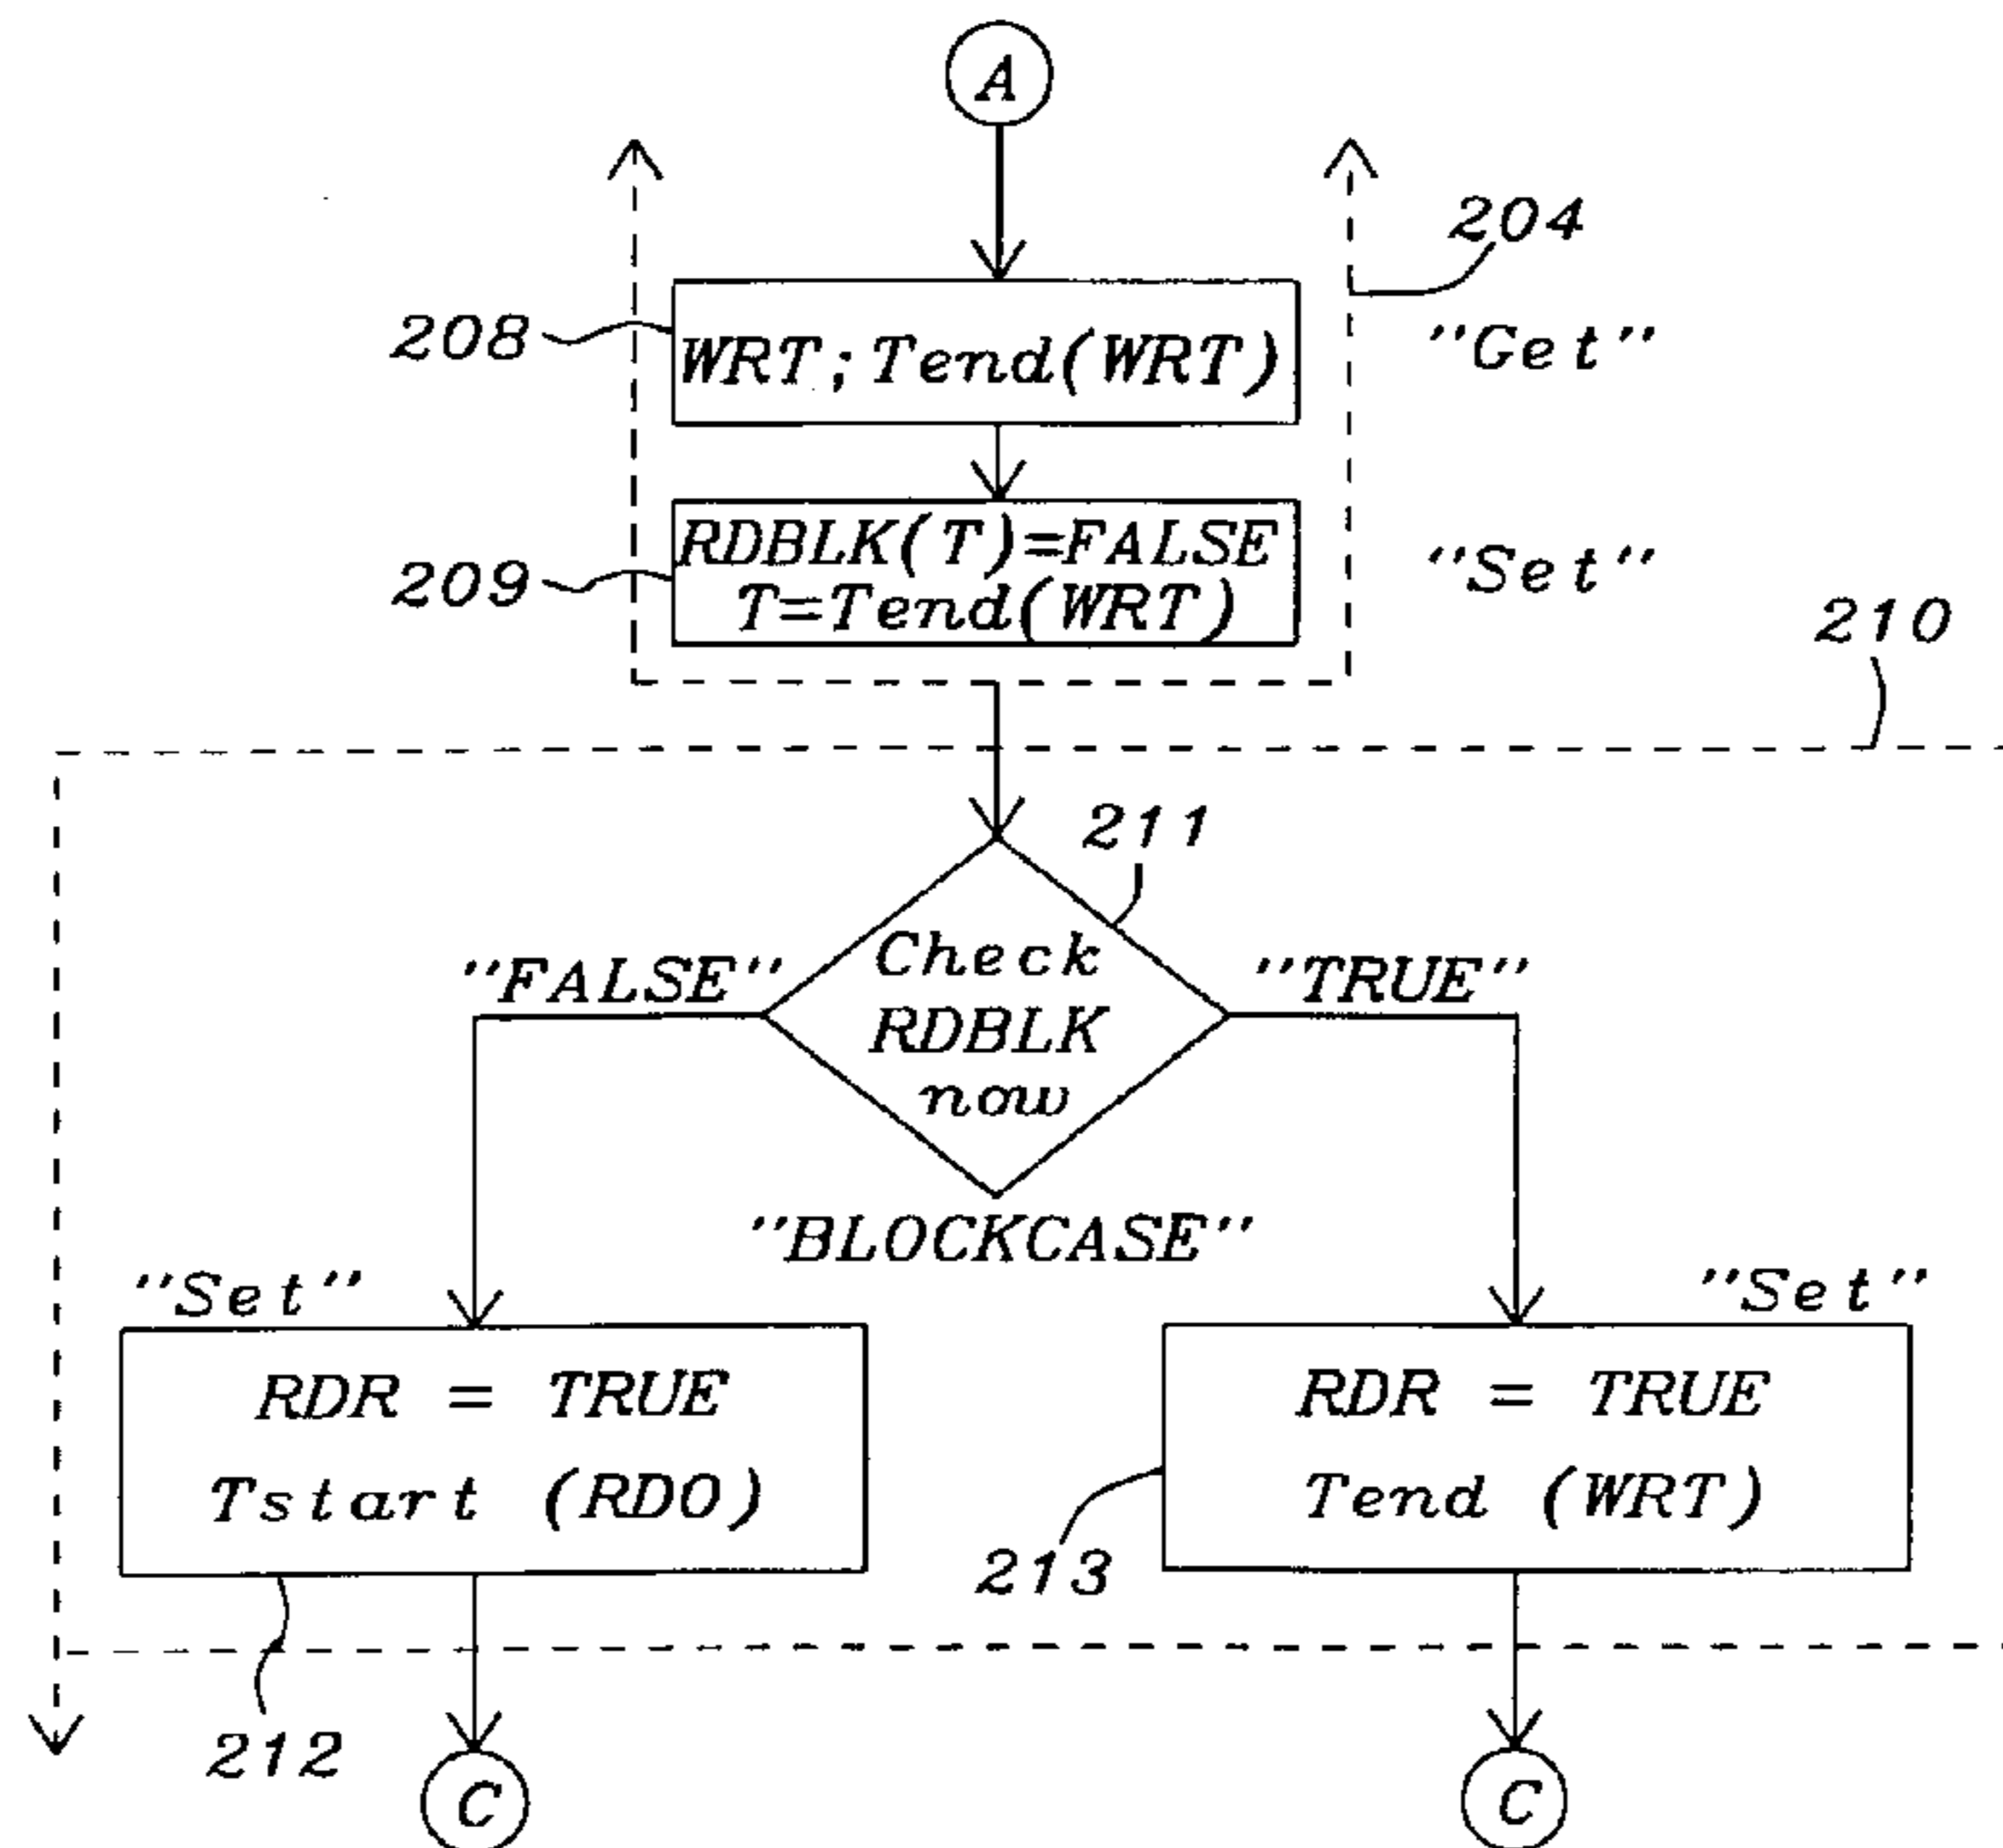 A
204
208
WRT;Tend(WRT)
"Get"
209
RDBLK(T)=FALSE
T=Tend(WRT)
"Set"
210
211
"FALSE"
Check
RDBLK
now
"TRUE"
"BLOCKCASE"
"Set"
"Set"
RDR = TRUE
Tstart (RDO)
RDR = TRUE
Tend (WRT)
213
212
C
C